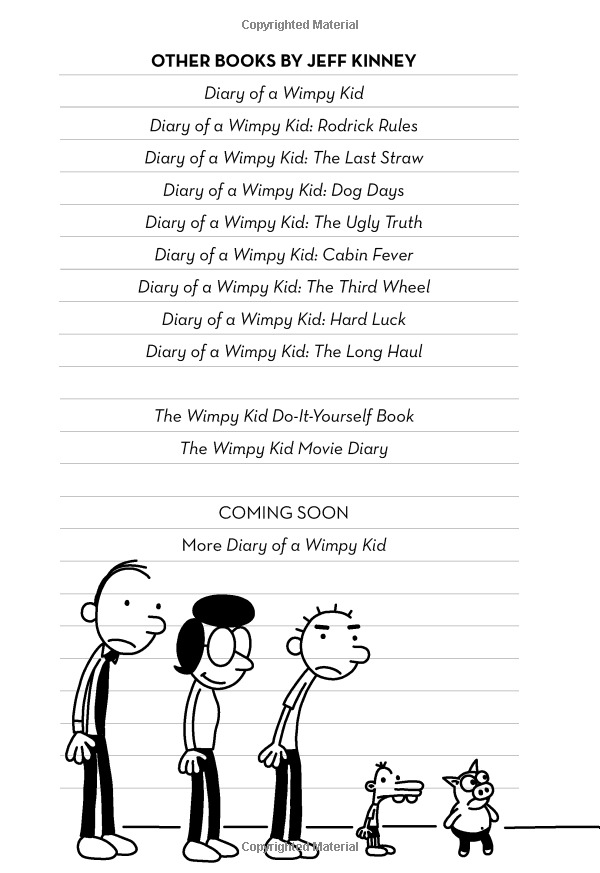 Copyrighted Material
OTHER BOOKS BY JEFF KINNEY
Diary of a Wimpy Kid
Diary of a Wimpy Kid: Rodrick Rules
Diary of a Wimpy Kid: The Last Straw
Diary of a Wimpy Kid: Dog Days
Diary of a Wimpy Kid: The Ugly Truth
Diary of a Wimpy Kid: Cabin Fever
Diary of a Wimpy Kid: The Third Wheel
Diary of a Wimpy Kid: Hard Luck
Diary of a Wimpy Kid: The Long Haul
The Wimpy Kid Do-It-Yourself Book
The Wimpy Kid Movie Diary
COMING SOON
More Diary of a Wimpy Kid
Copyrighted Material